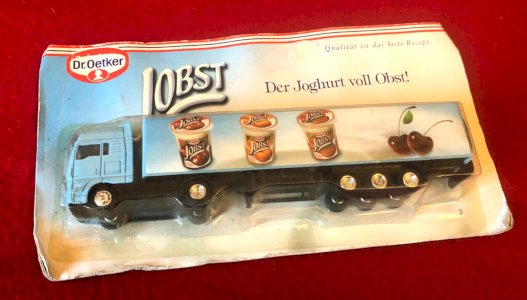 Qualität ist das beste Rezept.
Dr.Oetker
JOBST
Der Joghurt voll Obst!
JOBST
JOBST
JOBST